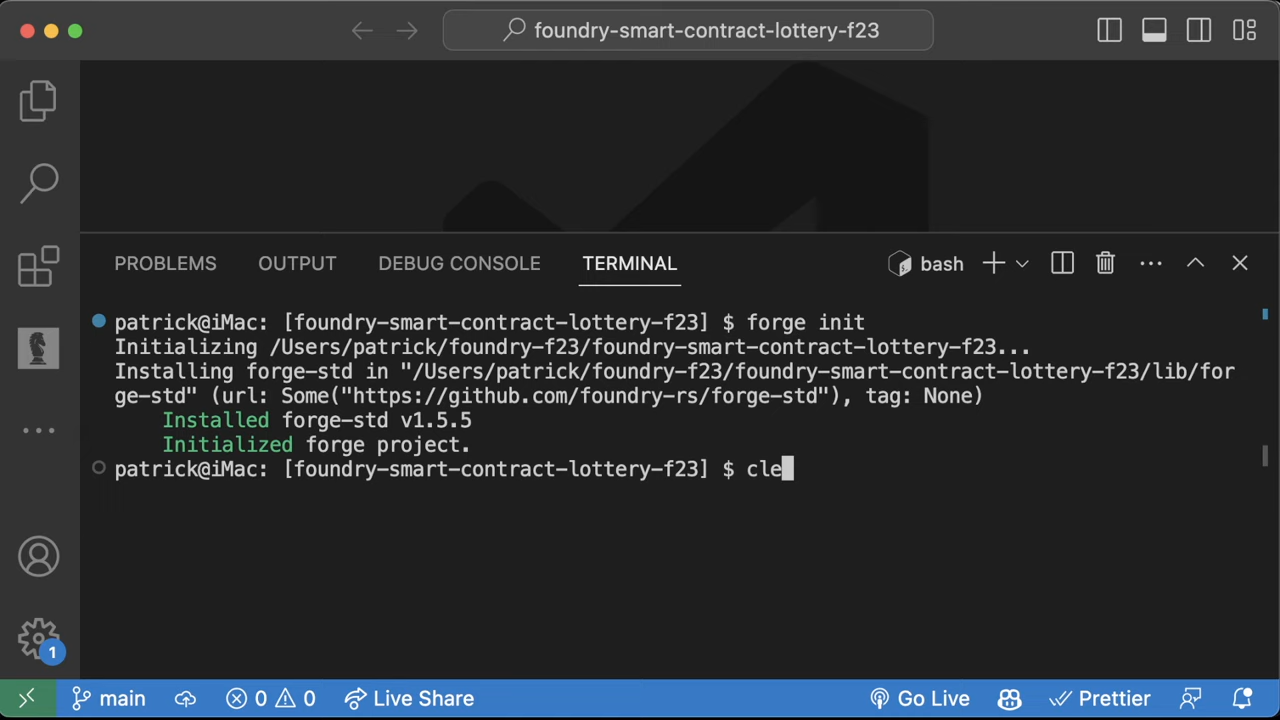 foundry-smart-contract-lottery-f23
PROBLEMS OUTPUT DEBUG CONSOLE TERMINAL bash
patrick@iMac: [foundry-smart-contract-lottery-f23] $ forge init
Initializing /Users/patrick/foundry-f23/foundry-smart-contract-lottery-f23...
Installing forge-std in "/Users/patrick/foundry-f23/foundry-smart-contract-lottery-f23/lib/for
ge-std" (url: Some("https://github.com/foundry-rs/forge-std"), tag: None)
Installed forge-std v1.5.5
Initialized forge project.
patrick@iMac: [foundry-smart-contract-lottery-f23] $ cle
1
main 0 0 Live Share Go Live Prettier